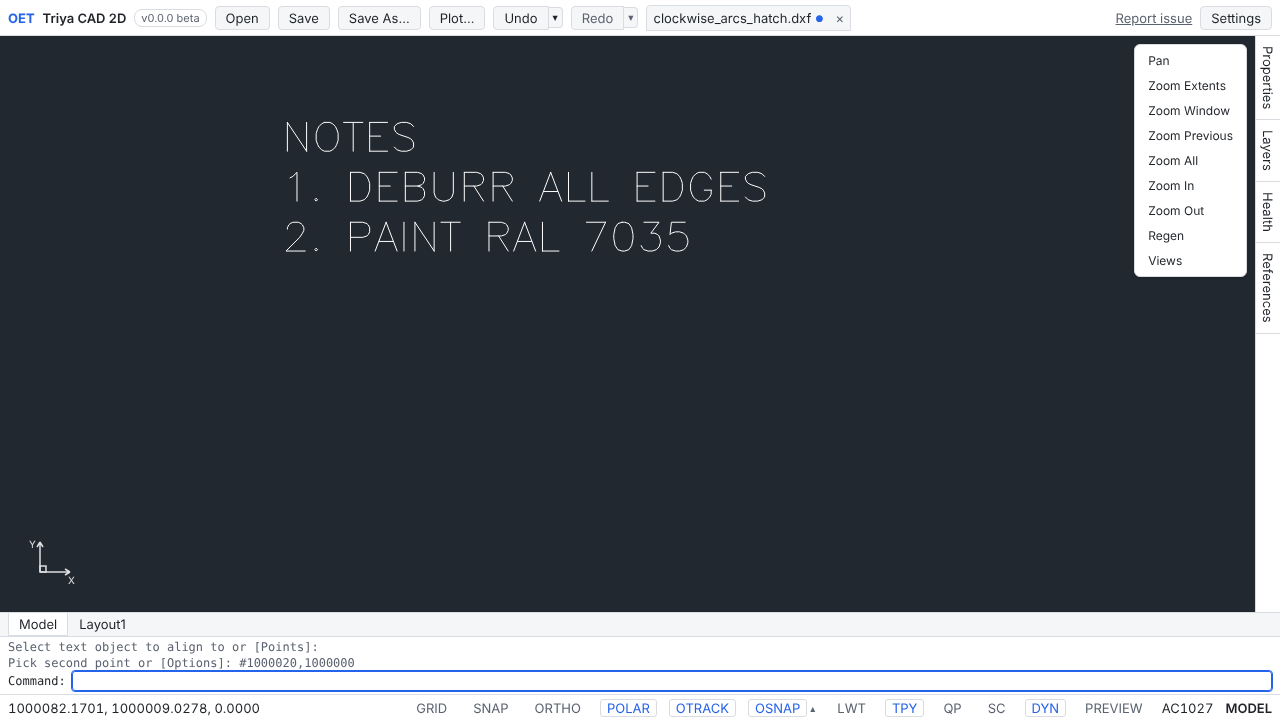 OET Triya CAD 2D v0.0.0 beta Open Save Save As... Plot... Undo ▾ Redo ▾ clockwise_arcs_hatch.dxf ● × Report issue Settings
Pan
Zoom Extents
Zoom Window
Zoom Previous
Zoom All
Zoom In
Zoom Out
Regen
Views
Properties
Layers
Health
References
NOTES
1. DEBURR ALL EDGES
2. PAINT RAL 7035
Y
X
Model Layout1
Select text object to align to or [Points]:
Pick second point or [Options]: #1000020,1000000
Command:
1000082.1701, 1000009.0278, 0.0000 GRID SNAP ORTHO POLAR OTRACK OSNAP ▴ LWT TPY QP SC DYN PREVIEW AC1027 MODEL